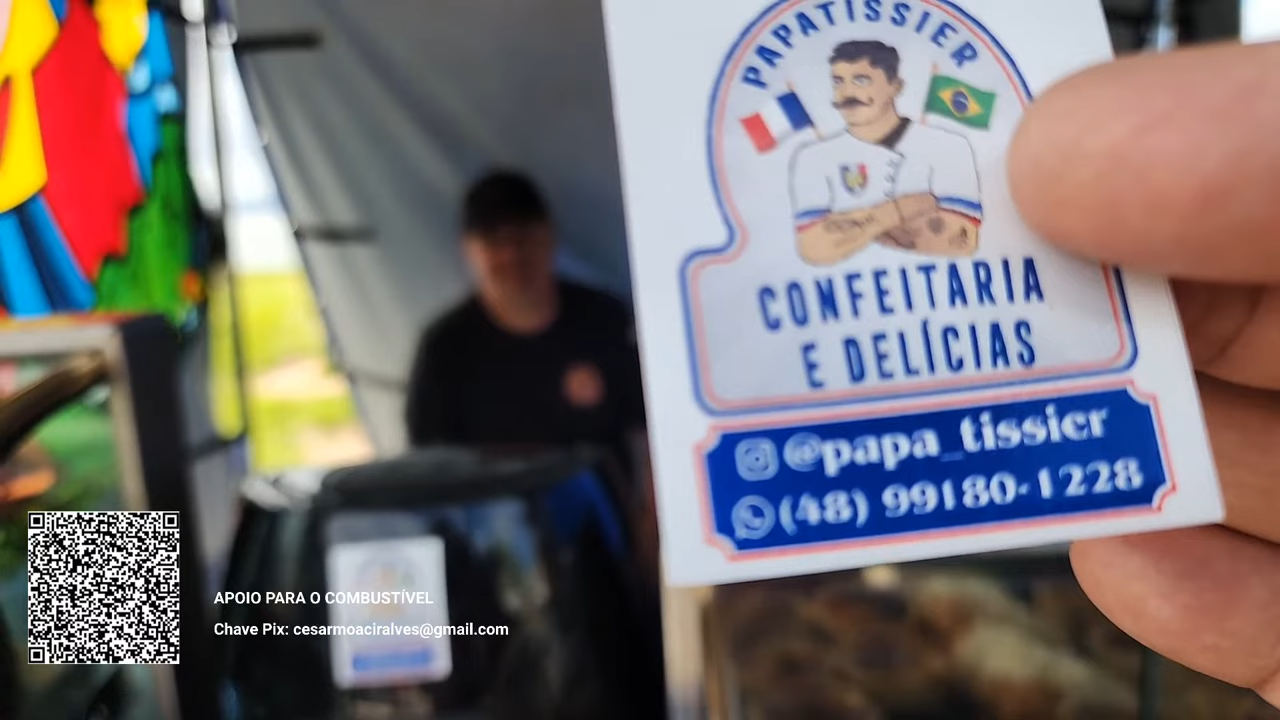 PAPATISSIER
CONFEITARIA
E DELÍCIAS
@papa_tissier
(48) 99180-1228
APOIO PARA O COMBUSTÍVEL
Chave Pix: cesarmoaciralves@gmail.com